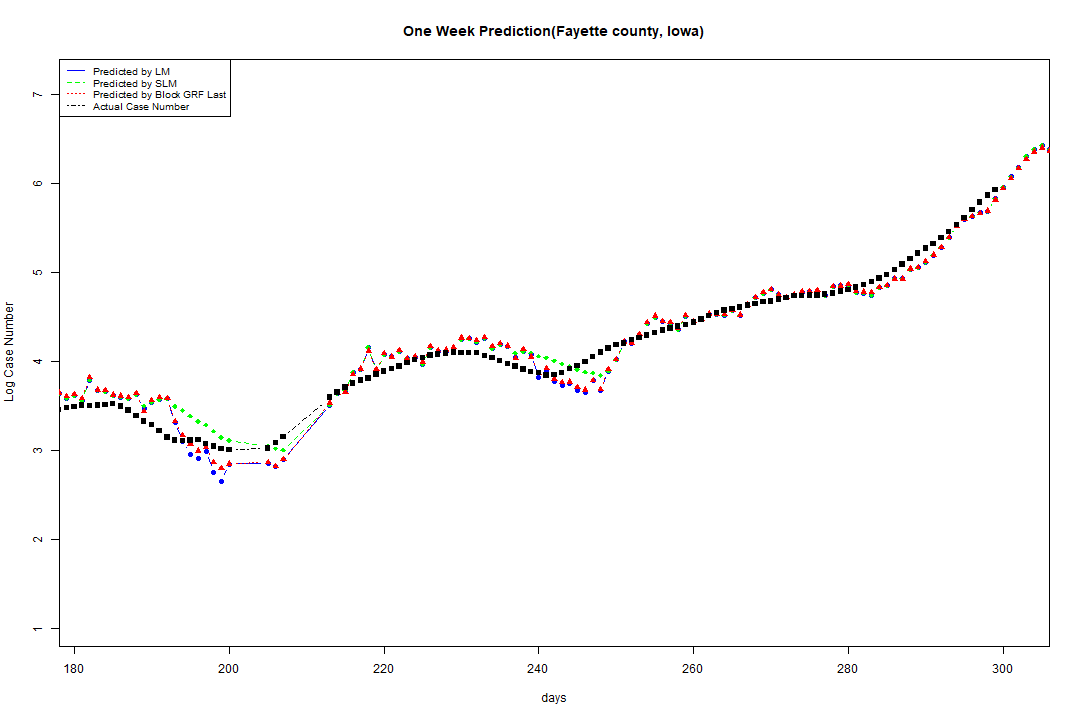 One Week Prediction(Fayette county, Iowa)
Predicted by LM
Predicted by SLM
Predicted by Block GRF Last
Actual Case Number
7
6
5
4
3
2
1
Log Case Number
180 200 220 240 260 280 300
days